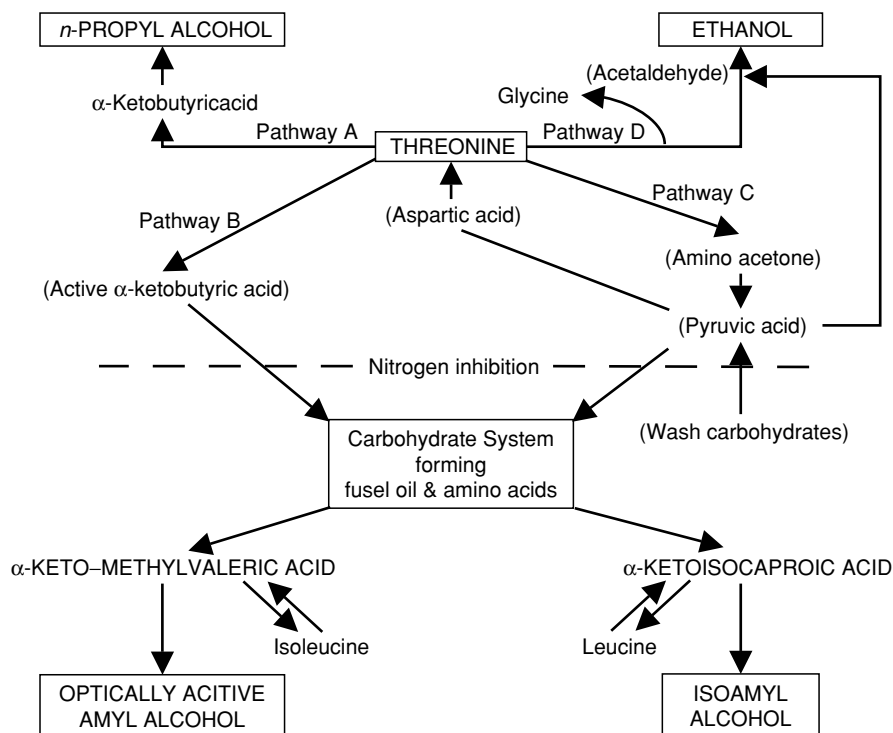 n-PROPYL ALCOHOL
ETHANOL
(Acetaldehyde)
Glycine
α-Ketobutyricacid
Pathway A
THREONINE
Pathway D
Pathway C
Pathway B
(Aspartic acid)
(Amino acetone)
(Active α-ketobutyric acid)
(Pyruvic acid)
Nitrogen inhibition
(Wash carbohydrates)
Carbohydrate System
forming
fusel oil & amino acids
α-KETO–METHYLVALERIC ACID
α-KETOISOCAPROIC ACID
Isoleucine
Leucine
OPTICALLY ACITIVE
AMYL ALCOHOL
ISOAMYL
ALCOHOL